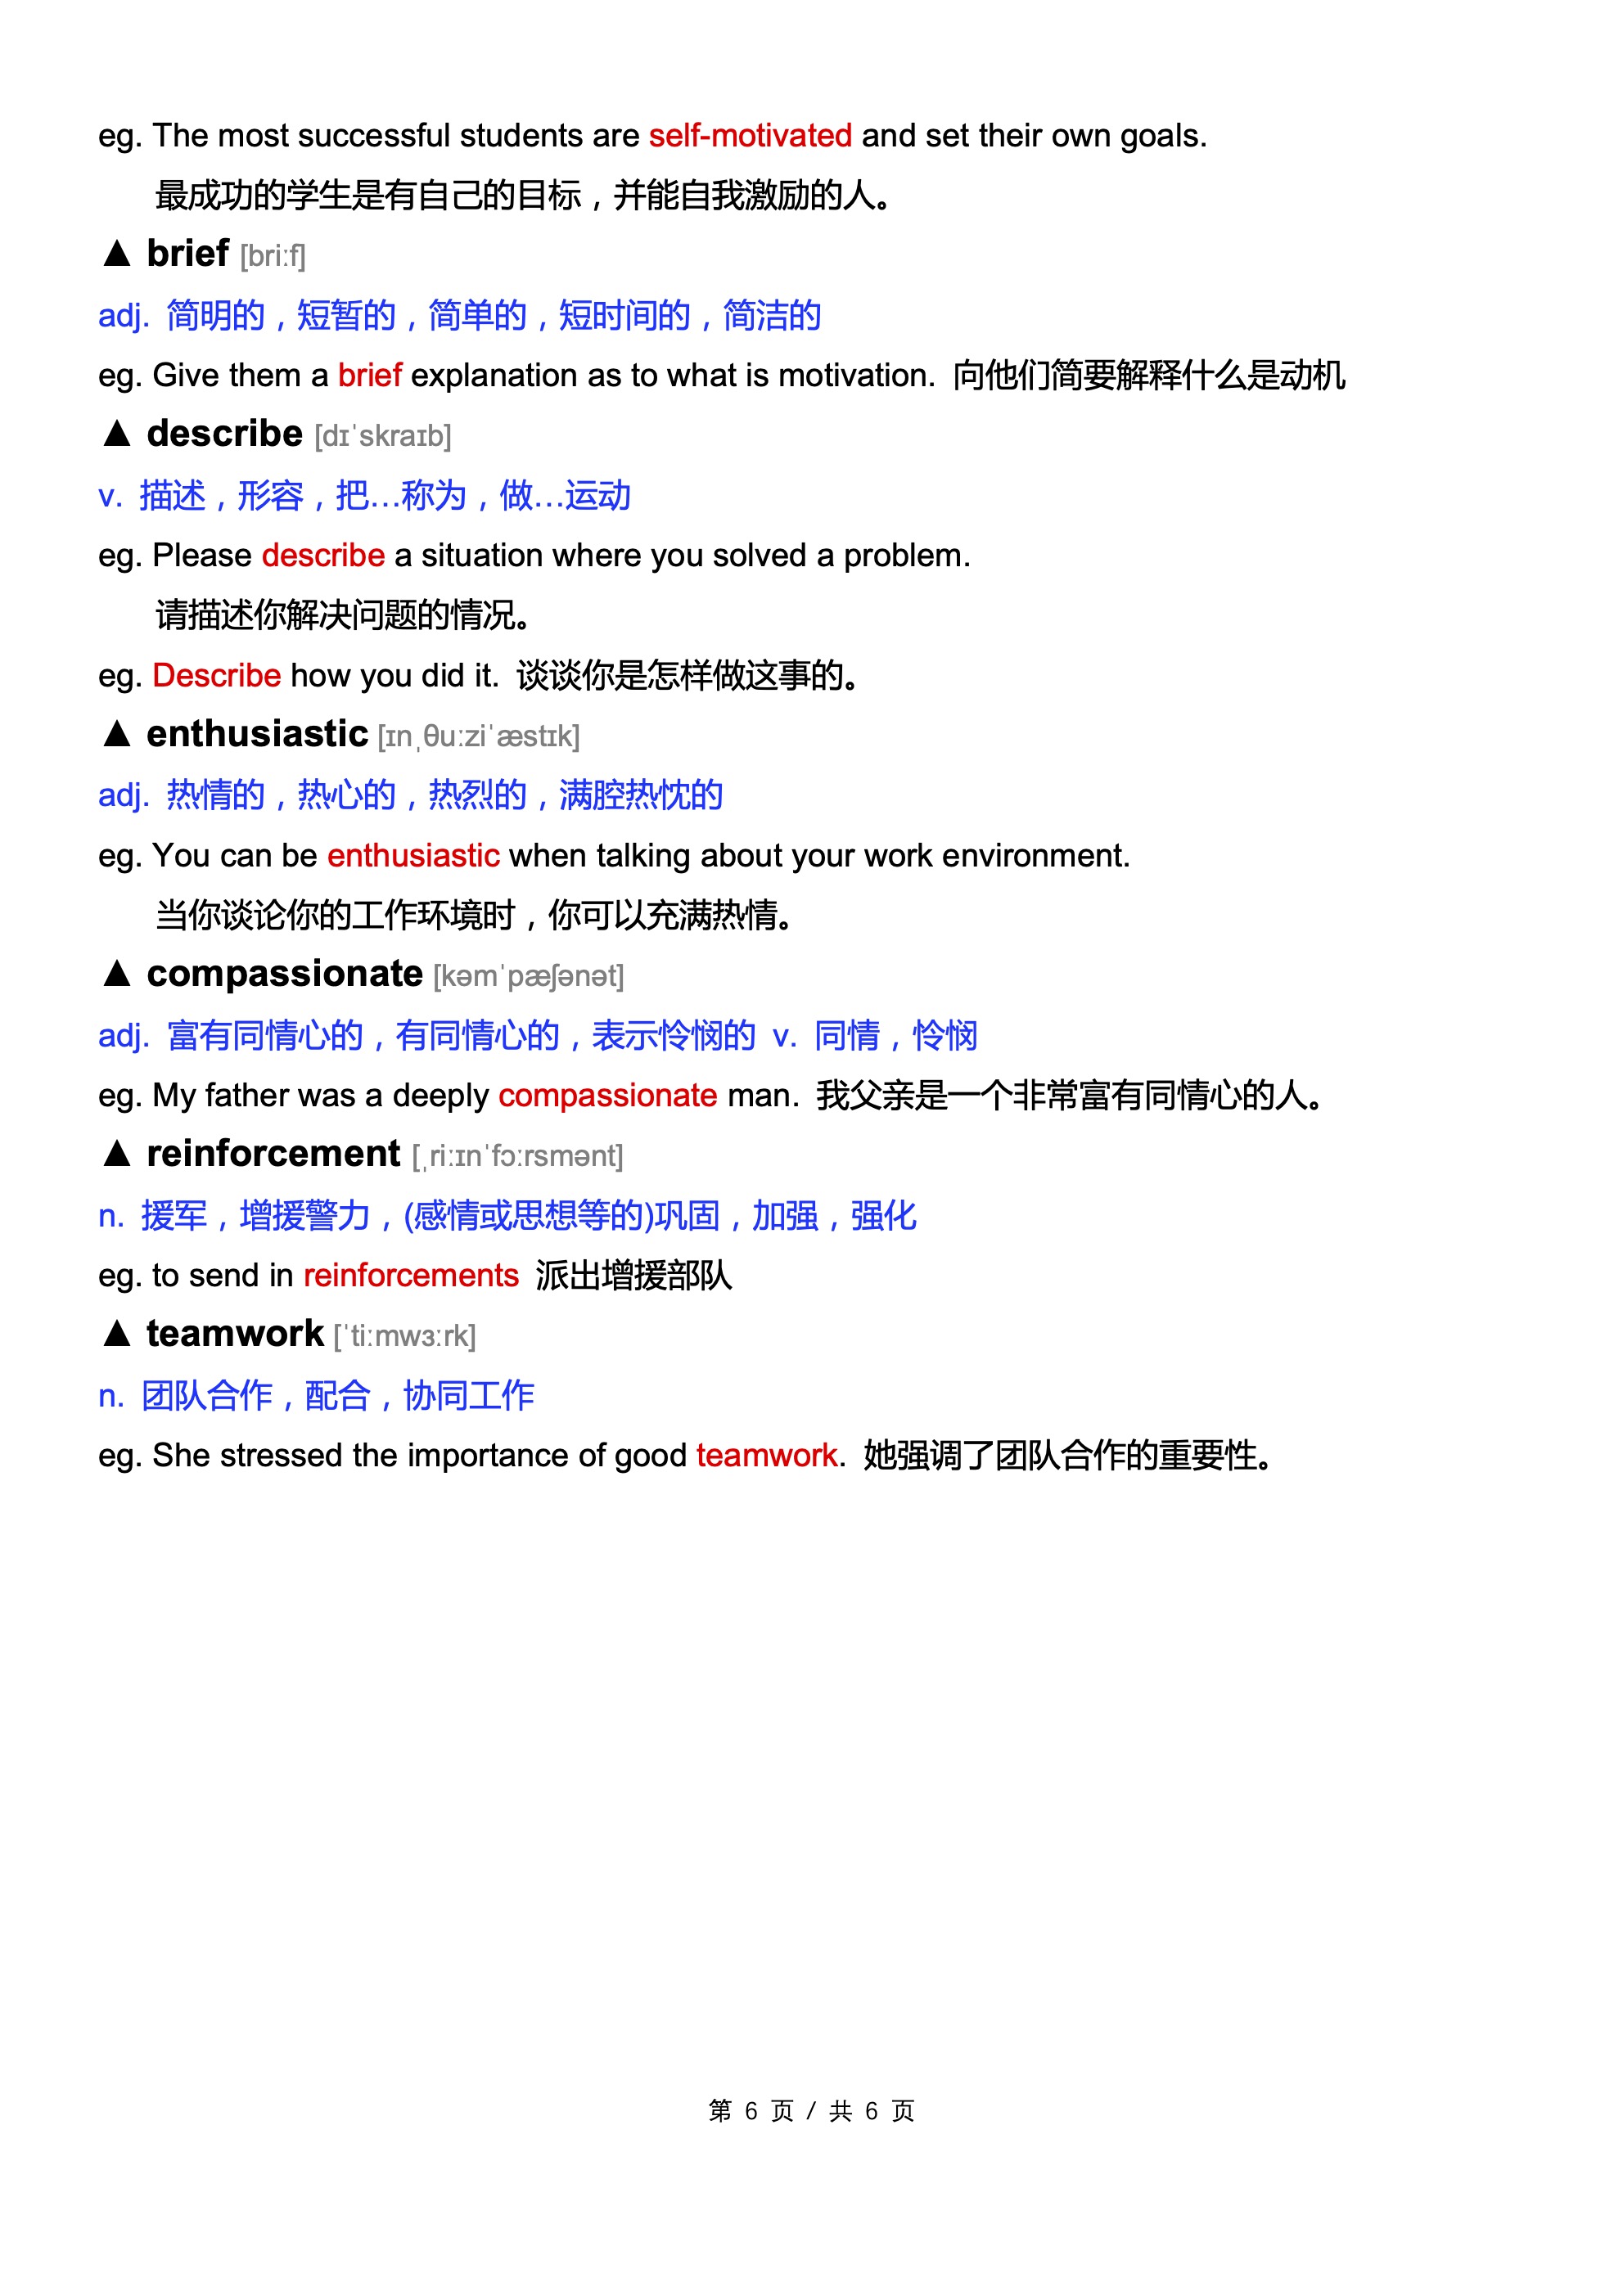 eg. The most successful students are self-motivated and set their own goals.
最成功的学生是有自己的目标，并能自我激励的人。
▲ brief [briːf]
adj. 简明的，短暂的，简单的，短时间的，简洁的
eg. Give them a brief explanation as to what is motivation. 向他们简要解释什么是动机
▲ describe [dɪˈskraɪb]
v. 描述，形容，把…称为，做…运动
eg. Please describe a situation where you solved a problem.
请描述你解决问题的情况。
eg. Describe how you did it. 谈谈你是怎样做这事的。
▲ enthusiastic [ɪnˌθuːziˈæstɪk]
adj. 热情的，热心的，热烈的，满腔热忱的
eg. You can be enthusiastic when talking about your work environment.
当你谈论你的工作环境时，你可以充满热情。
▲ compassionate [kəmˈpæʃənət]
adj. 富有同情心的，有同情心的，表示怜悯的 v. 同情，怜悯
eg. My father was a deeply compassionate man. 我父亲是一个非常富有同情心的人。
▲ reinforcement [ˌriːɪnˈfɔːrsmənt]
n. 援军，增援警力，(感情或思想等的)巩固，加强，强化
eg. to send in reinforcements 派出增援部队
▲ teamwork [ˈtiːmwɜːrk]
n. 团队合作，配合，协同工作
eg. She stressed the importance of good teamwork. 她强调了团队合作的重要性。
第 6 页 / 共 6 页